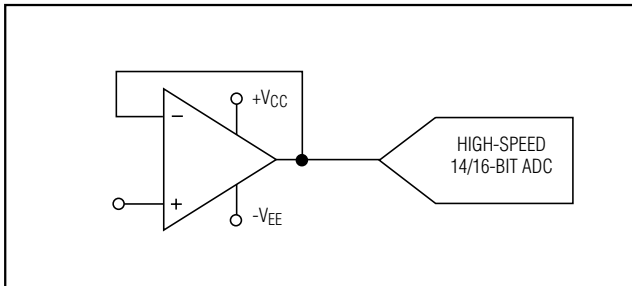 +VCC
−
+
-VEE
HIGH-SPEED
14/16-BIT ADC